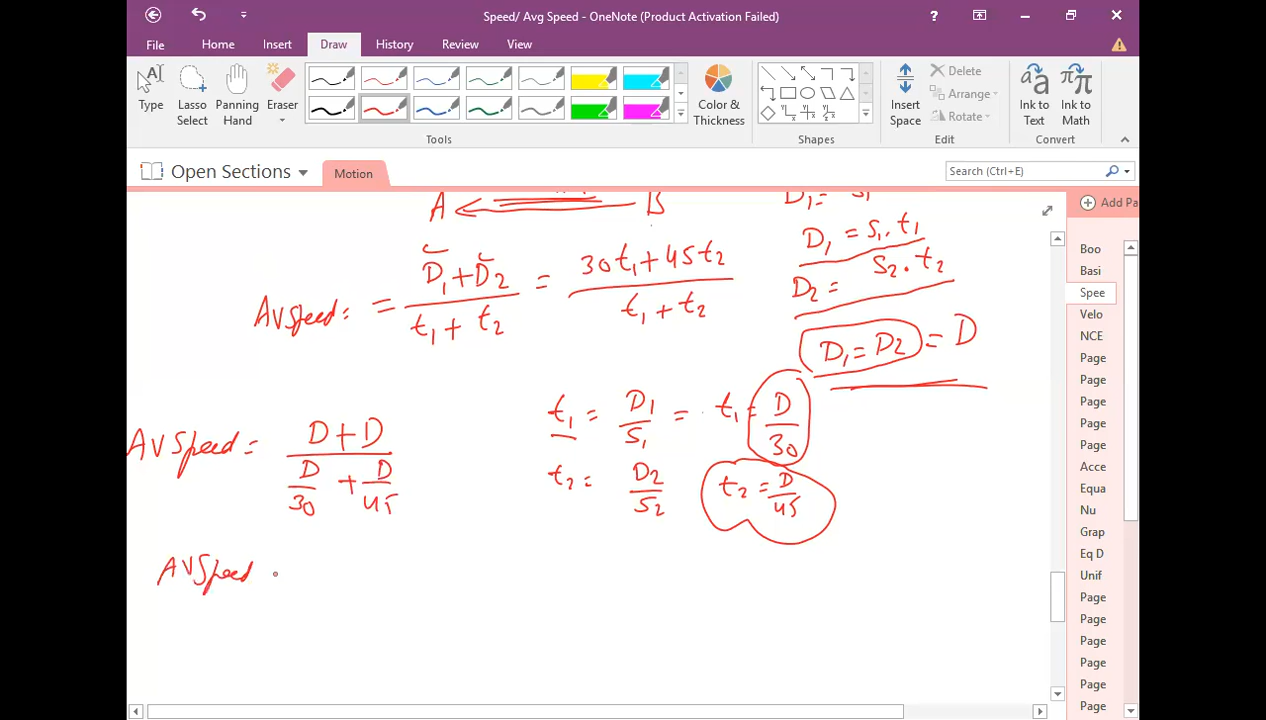 Speed/ Avg Speed - OneNote (Product Activation Failed)
?
File Home Insert Draw History Review View
Type
Lasso Select
Panning Hand
Eraser
Color & Thickness
Insert Space
Delete
Arrange
Rotate
Ink to Text
Ink to Math
Tools
Shapes
Edit
Convert
Open Sections
Motion
Search (Ctrl+E)
Add Pa
Boo
Basi
Spee
Velo
NCE
Page
Page
Page
Page
Page
Acce
Equa
Nu
Grap
Eq D
Unif
Page
Page
Page
Page
Page
Page
A B
D1 = S1
D1 = S1 . t1
D2 = S2 . t2
D1 = D2 = D
AV Speed = = D1 + D2 / t1 + t2 = 30t1 + 45t2 / t1 + t2
t1 = D1 / S1 = t1 = D / 30
t2 = D2 / S2 t2 = D / 45
AV Speed = D + D / D/30 + D/45
AV Speed